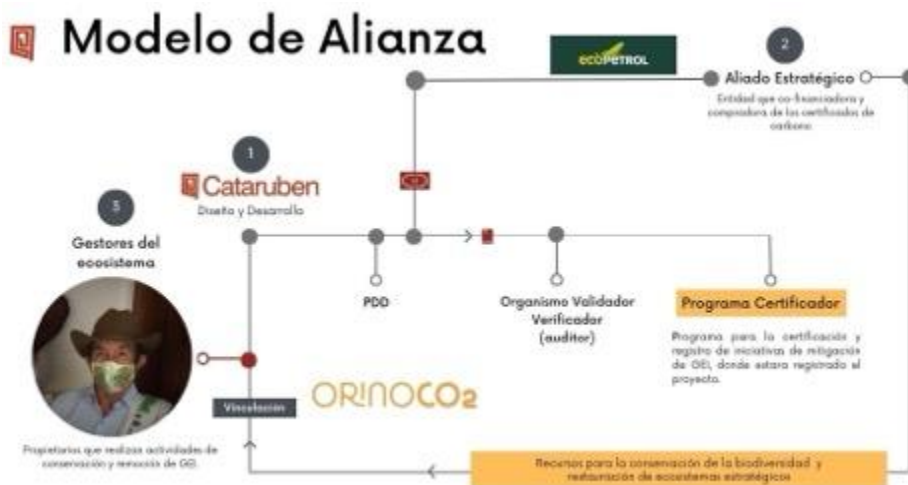 Modelo de Alianza
ecopetrol
2
Aliado Estratégico
Entidad que co-financiadora y
compradora de los certificados de
carbono
1
Cataruben
Diseño y Desarrollo
3
Gestores del
ecosistema
PDD
Organismo Validador
Verificador
(auditor)
Programa Certificador
Programa para la certificación y
registro de iniciativas de mitigación
de GEI, donde estara registrado el
proyecto.
ORINOCO2
Vinculación
Propietarios que realizan actividades de
conservación y remoción de GEI.
Recursos para la conservación de la biodiversidad y
restauración de ecosistemas estratégicos